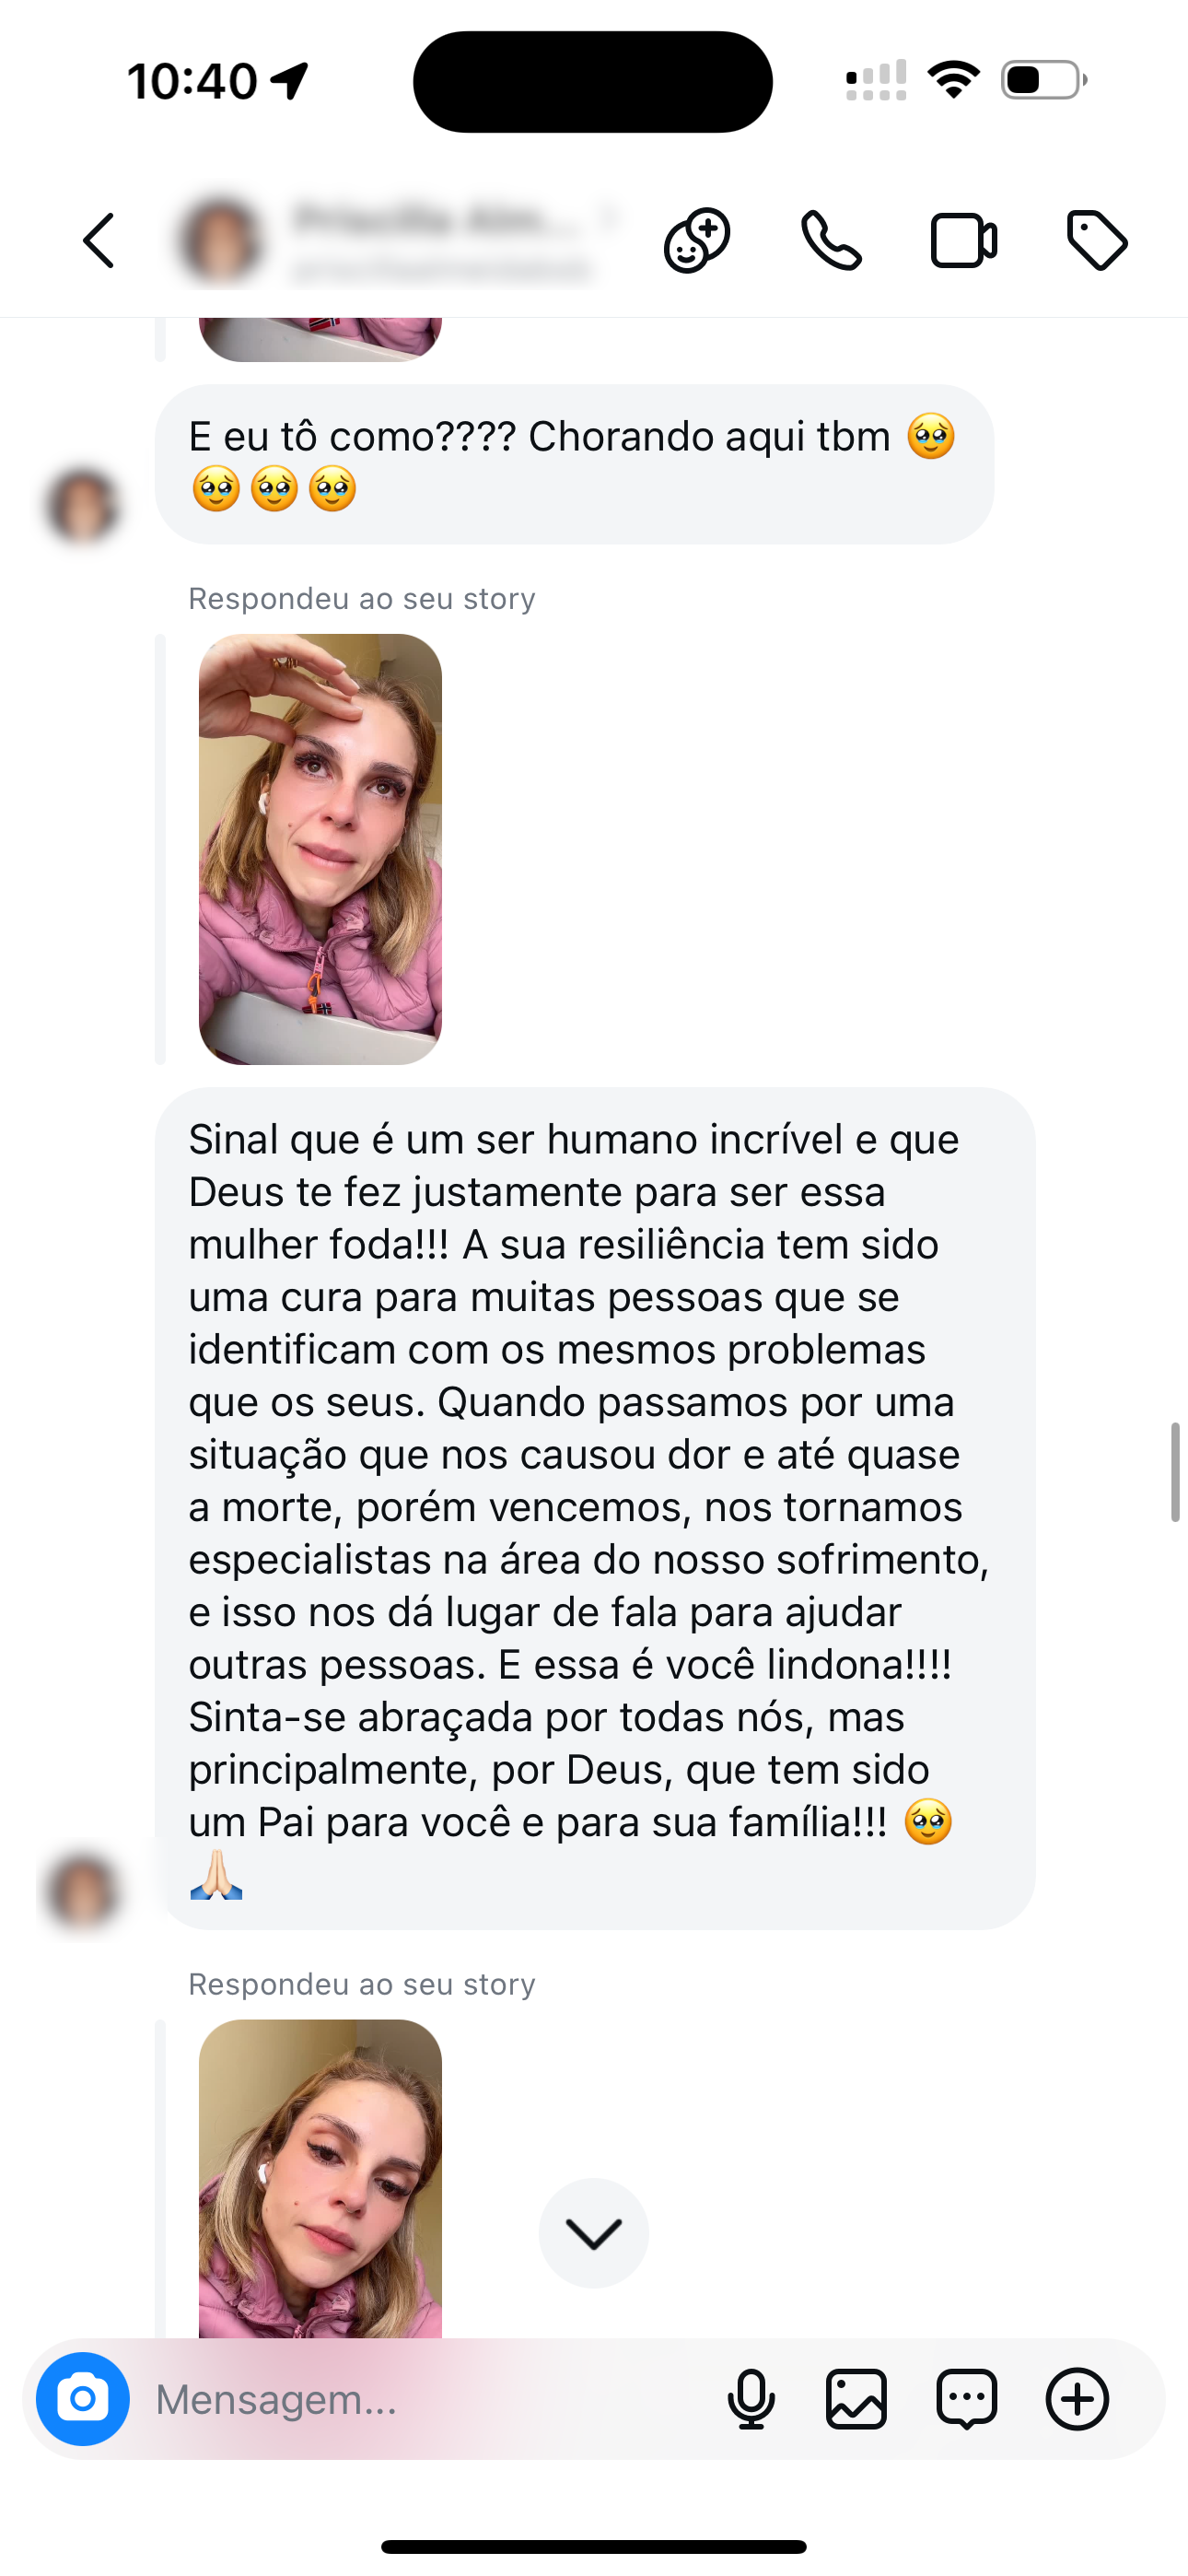 10:40
E eu tô como???? Chorando aqui tbm 🥹
🥹🥹🥹
Respondeu ao seu story
Sinal que é um ser humano incrível e que
Deus te fez justamente para ser essa
mulher foda!!! A sua resiliência tem sido
uma cura para muitas pessoas que se
identificam com os mesmos problemas
que os seus. Quando passamos por uma
situação que nos causou dor e até quase
a morte, porém vencemos, nos tornamos
especialistas na área do nosso sofrimento,
e isso nos dá lugar de fala para ajudar
outras pessoas. E essa é você lindona!!!!
Sinta-se abraçada por todas nós, mas
principalmente, por Deus, que tem sido
um Pai para você e para sua família!!! 🥹
🙏🏻
Respondeu ao seu story
Mensagem...